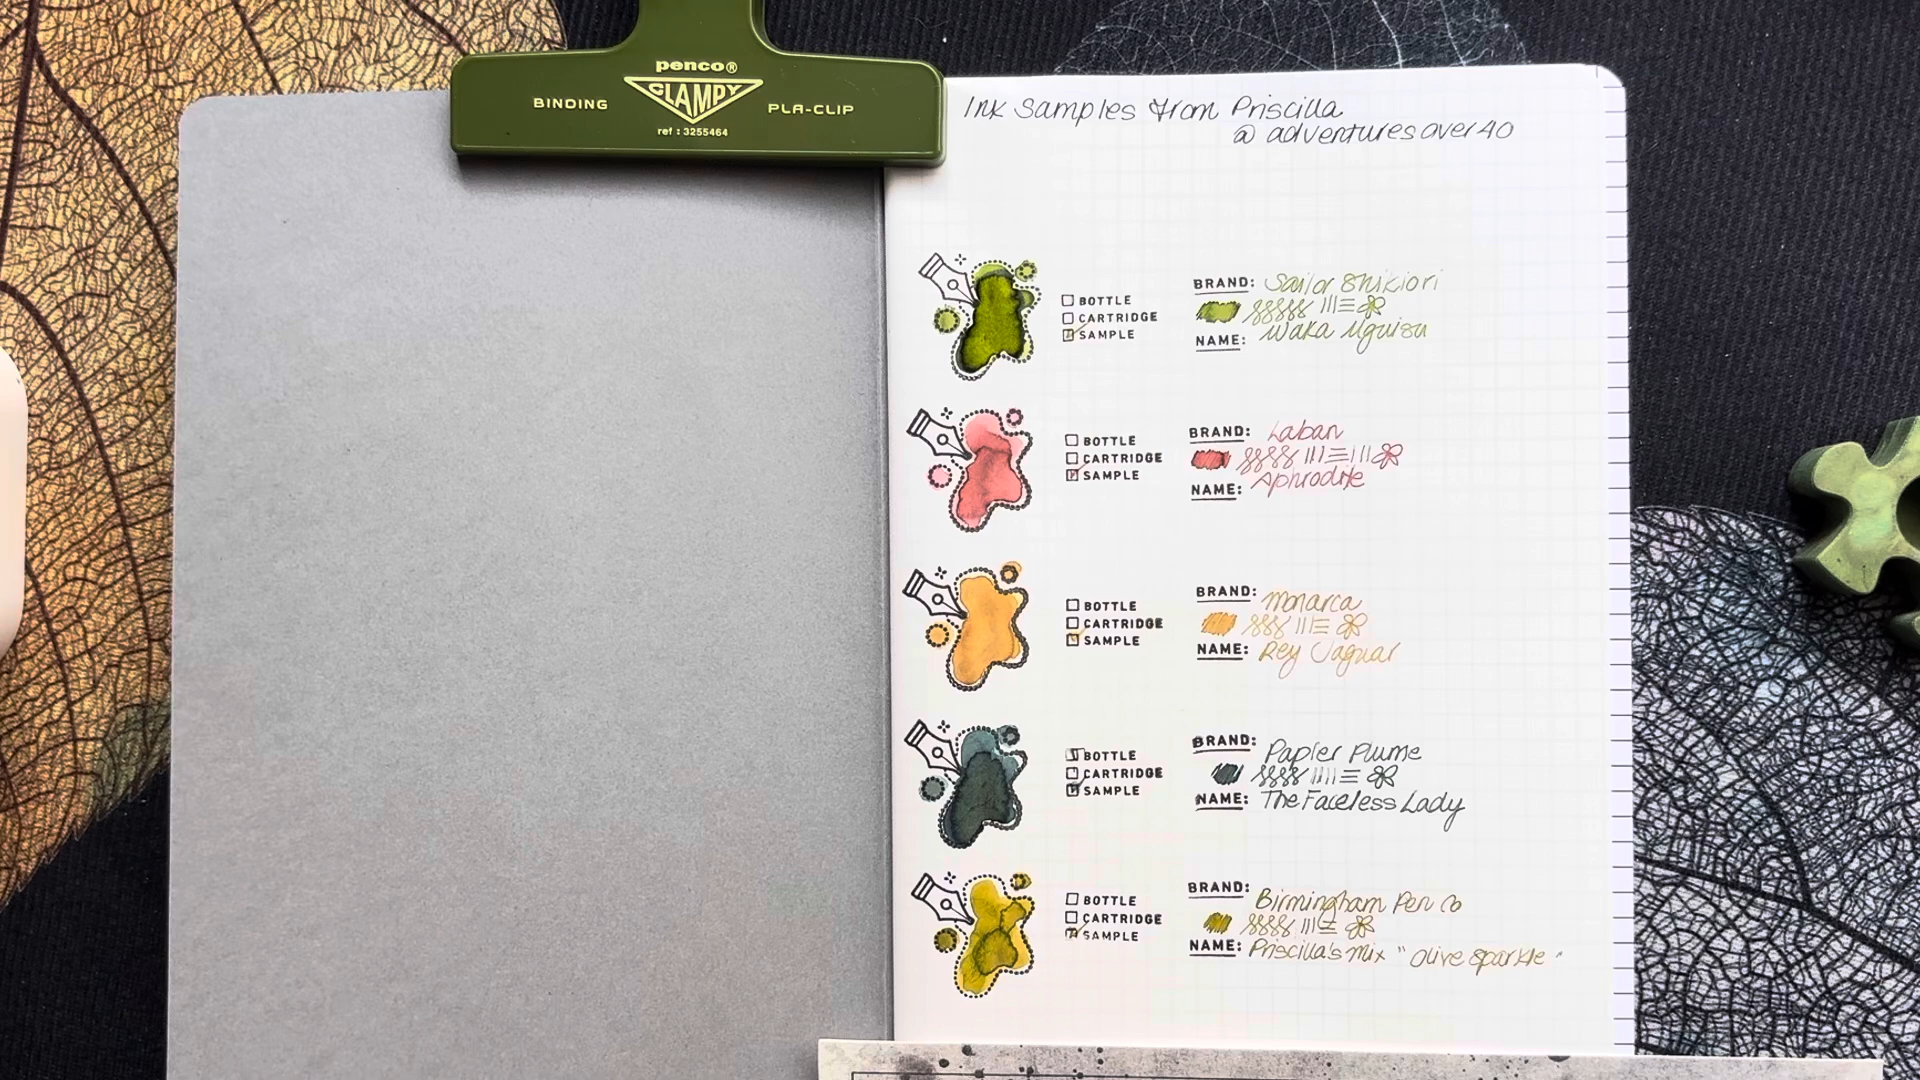 penco®
CLAMPY
BINDING
PLA-CLIP
ref : 3255464
Ink Samples from Priscilla
@ adventuresover40
BOTTLE
CARTRIDGE
SAMPLE
BRAND: Sailor Shikiori
NAME: Waka Uguisu
BOTTLE
CARTRIDGE
SAMPLE
BRAND: Laban
NAME: Aphrodite
BOTTLE
CARTRIDGE
SAMPLE
BRAND: Monarca
NAME: Rey Jaguar
BOTTLE
CARTRIDGE
SAMPLE
BRAND: Papier Plume
NAME: The Faceless Lady
BOTTLE
CARTRIDGE
SAMPLE
BRAND: Birmingham Pen Co
NAME: Priscilla's mix "Olive Sparkle"